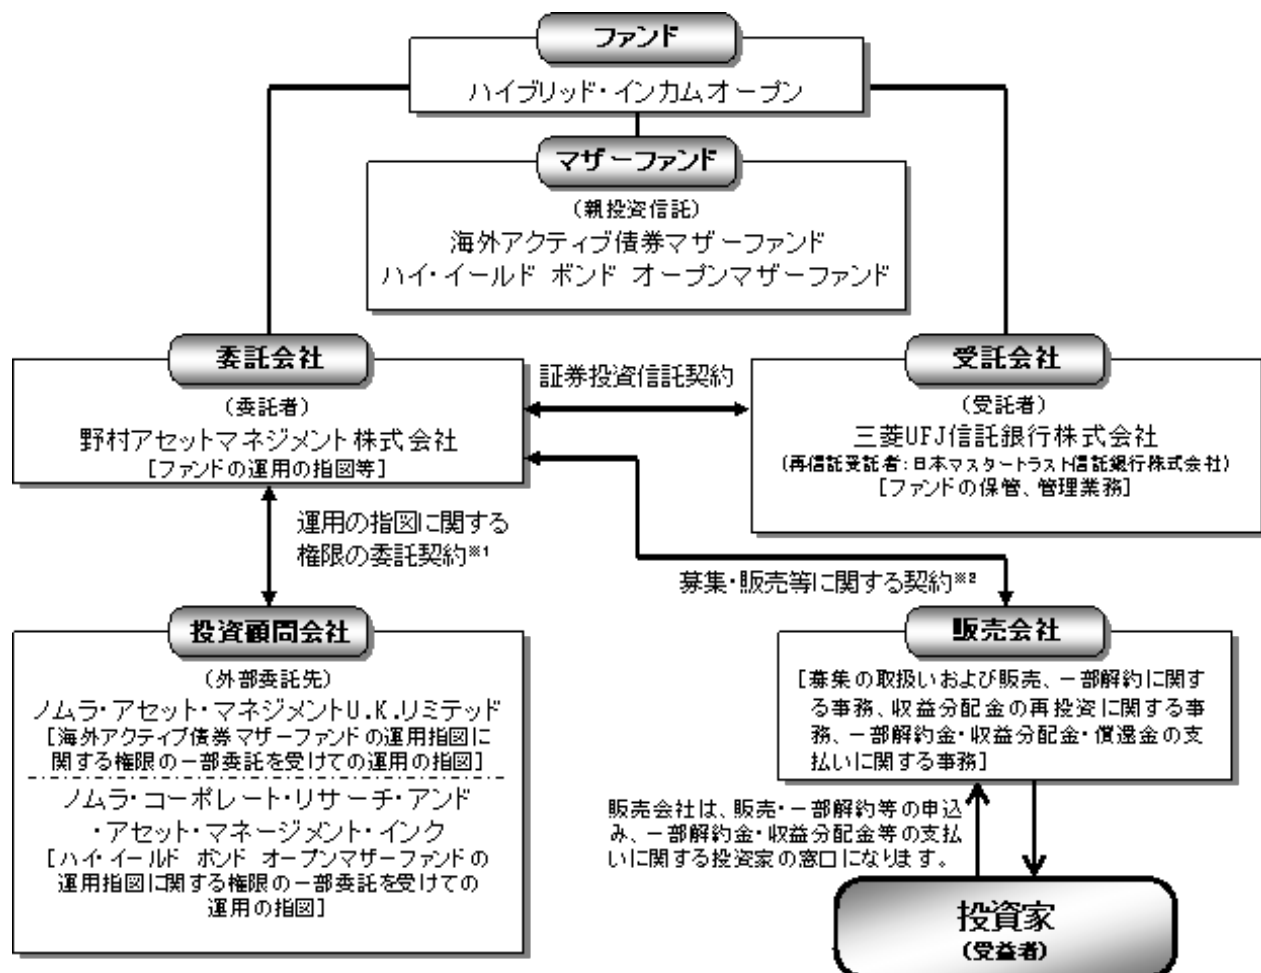 ファンド
ハイブリッド・インカムオープン
マザーファンド
(親投資信託)
海外アクティブ債券マザーファンド
ハイ・イールド ボンド オープンマザーファンド
委託会社
(委託者)
野村アセットマネジメント株式会社
[ファンドの運用の指図等]
証券投資信託契約
受託会社
(受託者)
三菱UFJ信託銀行株式会社
(再信託受託者:日本マスタートラスト信託銀行株式会社)
[ファンドの保管、管理業務]
運用の指図に関する
権限の委託契約※1
募集・販売等に関する契約※2
投資顧問会社
(外部委託先)
ノムラ・アセット・マネジメントU.K.リミテッド
[海外アクティブ債券マザーファンドの運用指図に
関する権限の一部委託を受けての運用の指図]
ノムラ・コーポレート・リサーチ・アンド
・アセット・マネージメント・インク
[ハイ・イールド ボンド オープンマザーファンドの
運用指図に関する権限の一部委託を受けての
運用の指図]
販売会社
[募集の取扱いおよび販売、一部解約に関す
る事務、収益分配金の再投資に関する事
務、一部解約金・収益分配金・償還金の支
払いに関する事務]
販売会社は、販売・一部解約等の申込
み、一部解約金・収益分配金等の支払
いに関する投資家の窓口になります。
投資家
(受益者)